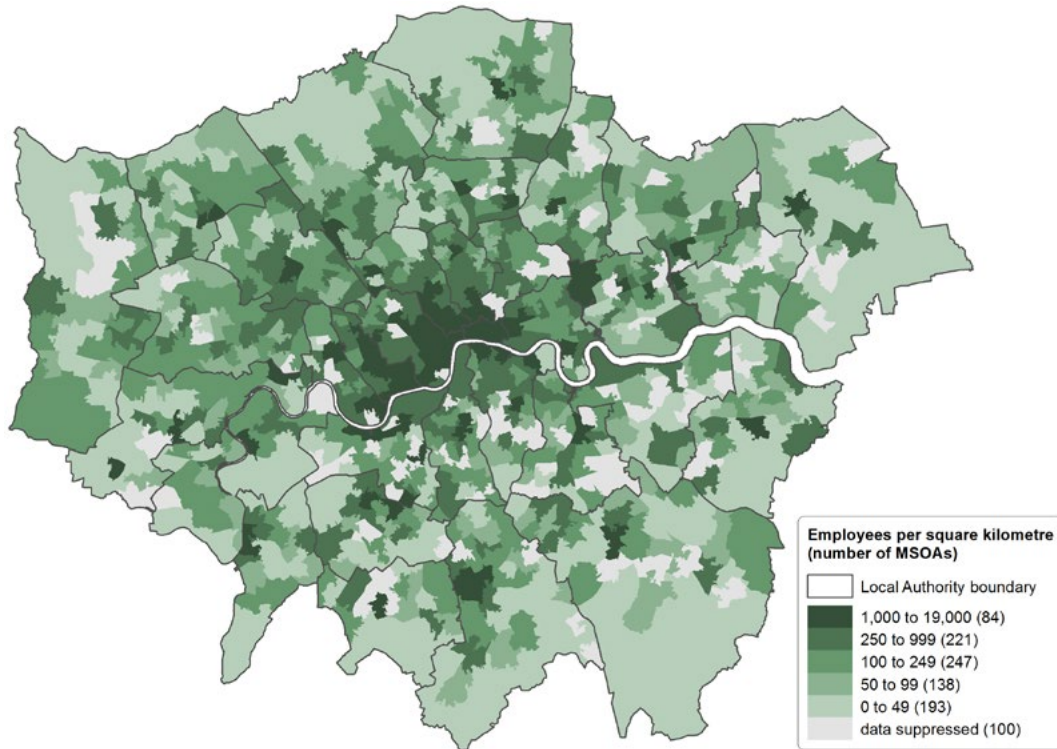 Employees per square kilometre
(number of MSOAs)
Local Authority boundary
1,000 to 19,000 (84)
250 to 999 (221)
100 to 249 (247)
50 to 99 (138)
0 to 49 (193)
data suppressed (100)